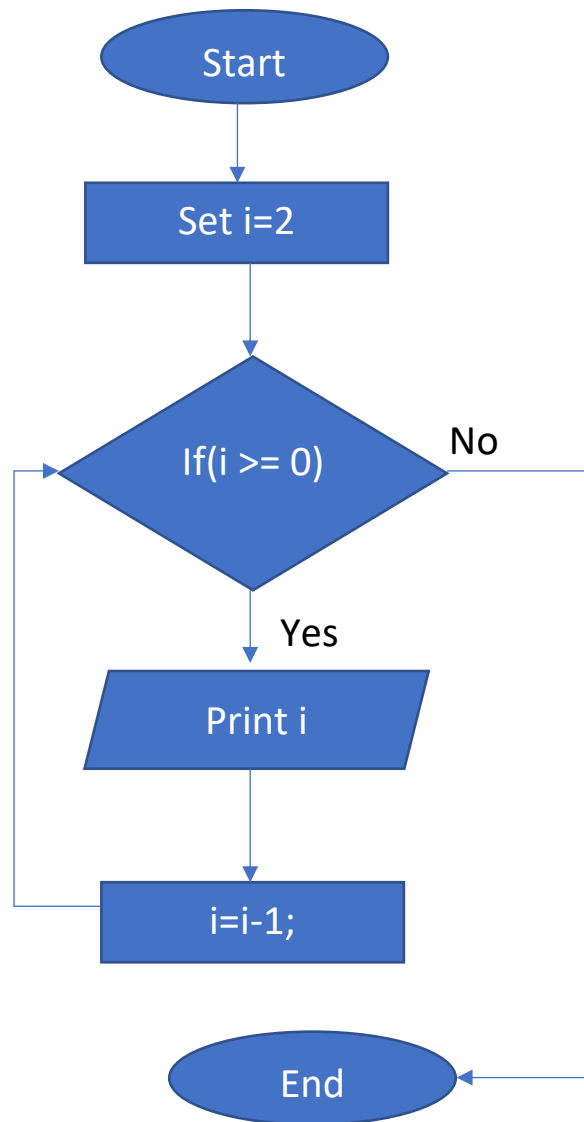 Start
Set i=2
If(i >= 0)
No
Yes
Print i
i=i-1;
End